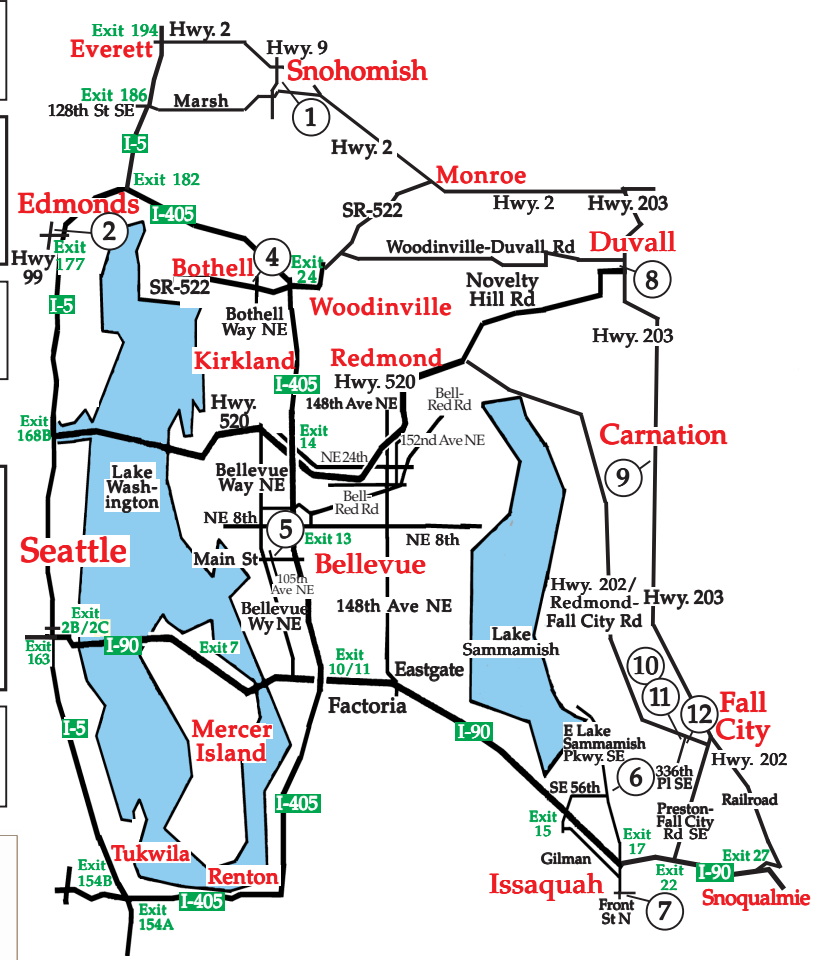 Exit 194
Hwy. 2
Everett
Hwy. 9
Snohomish
Exit 186
128th St SE
Marsh
1
I-5
Hwy. 2
Exit 182
Monroe
Edmonds
I-405
SR-522
Hwy. 2
Hwy. 203
2
Hwy
99
Exit
177
4
Exit
24
Woodinville-Duvall Rd
Duvall
Bothell
SR-522
Novelty
Hill Rd
8
I-5
Bothell
Way NE
Woodinville
Hwy. 203
Kirkland
Redmond
I-405
Hwy. 520
Bell-
Red Rd
148th Ave NE
Hwy.
520
Exit
168B
Exit
14
152nd Ave NE
Carnation
NE 24th
Lake
Wash-
ington
Bellevue
Way NE
9
Bell-
Red Rd
NE 8th
5
Exit 13
NE 8th
Seattle
Main St
Bellevue
105th
Ave NE
Hwy. 202/
Redmond-
Fall City Rd
Hwy. 203
Bellevue
Wy NE
148th Ave NE
Exit
2B/2C
Exit
163
I-90
Exit 7
Lake
Sammamish
Exit
10/11
Eastgate
Factoria
10
11
12
Fall
City
I-5
Mercer
Island
I-90
E Lake
Sammamish
Pkwy. SE
Hwy. 202
6
336th
Pl SE
SE 56th
I-405
Railroad
Preston-
Fall City
Rd SE
Exit
15
Exit
17
Tukwila
Gilman
Exit 27
Exit
154B
Renton
Exit
22
I-90
Issaquah
Snoqualmie
I-405
Front
St N
7
Exit
154A